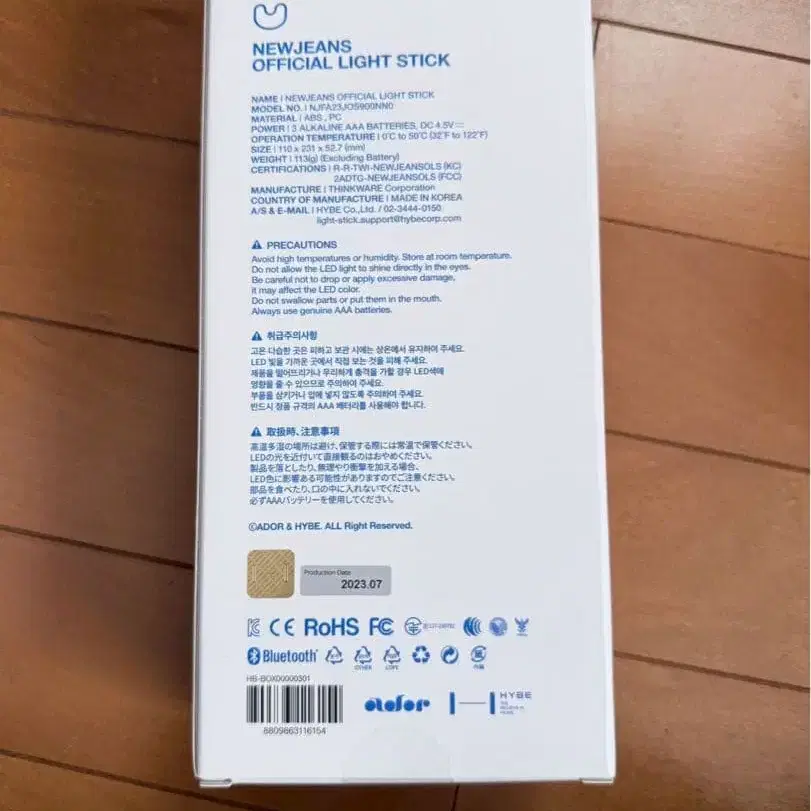 NEWJEANS
OFFICIAL LIGHT STICK
NAME | NEWJEANS OFFICIAL LIGHT STICK
MODEL NO. | NJFA23JOS900NN0
MATERIAL | ABS , PC
POWER | 3 ALKALINE AAA BATTERIES, DC 4.5V
OPERATION TEMPERATURE | 0°C to 50°C (32°F to 122°F)
SIZE | 110 x 231 x 52.7 (mm)
WEIGHT | 113(g) (Excluding Battery)
CERTIFICATIONS | R-R-TWI-NEWJEANSOLS (KC)
2ADTG-NEWJEANSOLS (FCC)
MANUFACTURE | THINKWARE Corporation
COUNTRY OF MANUFACTURE | MADE IN KOREA
A/S & E-MAIL | HYBE Co.,Ltd. / 02-3444-0150
light-stick.support@hybecorp.com
PRECAUTIONS
Avoid high temperatures or humidity. Store at room temperature.
Do not allow the LED light to shine directly in the eyes.
Be careful not to drop or apply excessive damage,
it may affect the LED color.
Do not swallow parts or put them in the mouth.
Always use genuine AAA batteries.
취급주의사항
고온 다습한 곳은 피하고 보관 시에는 상온에서 유지하여 주세요.
LED 빛을 가까운 곳에서 직접 보는 것을 피해 주세요.
제품을 떨어뜨리거나 무리하게 충격을 가할 경우 LED색에
영향을 줄 수 있으므로 주의하여 주세요.
부품을 삼키거나 입에 넣지 않도록 주의하여 주세요.
반드시 정품 규격의 AAA 배터리를 사용해야 합니다.
取扱時、注意事項
高温多湿の場所は避け、保管する際には常温で保管ください。
LEDの光を近付いて直接観るのはおやめください。
製品を落としたり、無理やり衝撃を加える場合、
LED色に影響ある可能性がありますのでご注意ください。
部品を食べたり、口の中に入れないでください。
必ずAAAバッテリーを使用してください。
©ADOR & HYBE. ALL Right Reserved.
Production Date
2023.07
CE RoHS FC
Bluetooth
OTHER LDPE
HB-BOX00000301
8809863116154
ador
HYBE